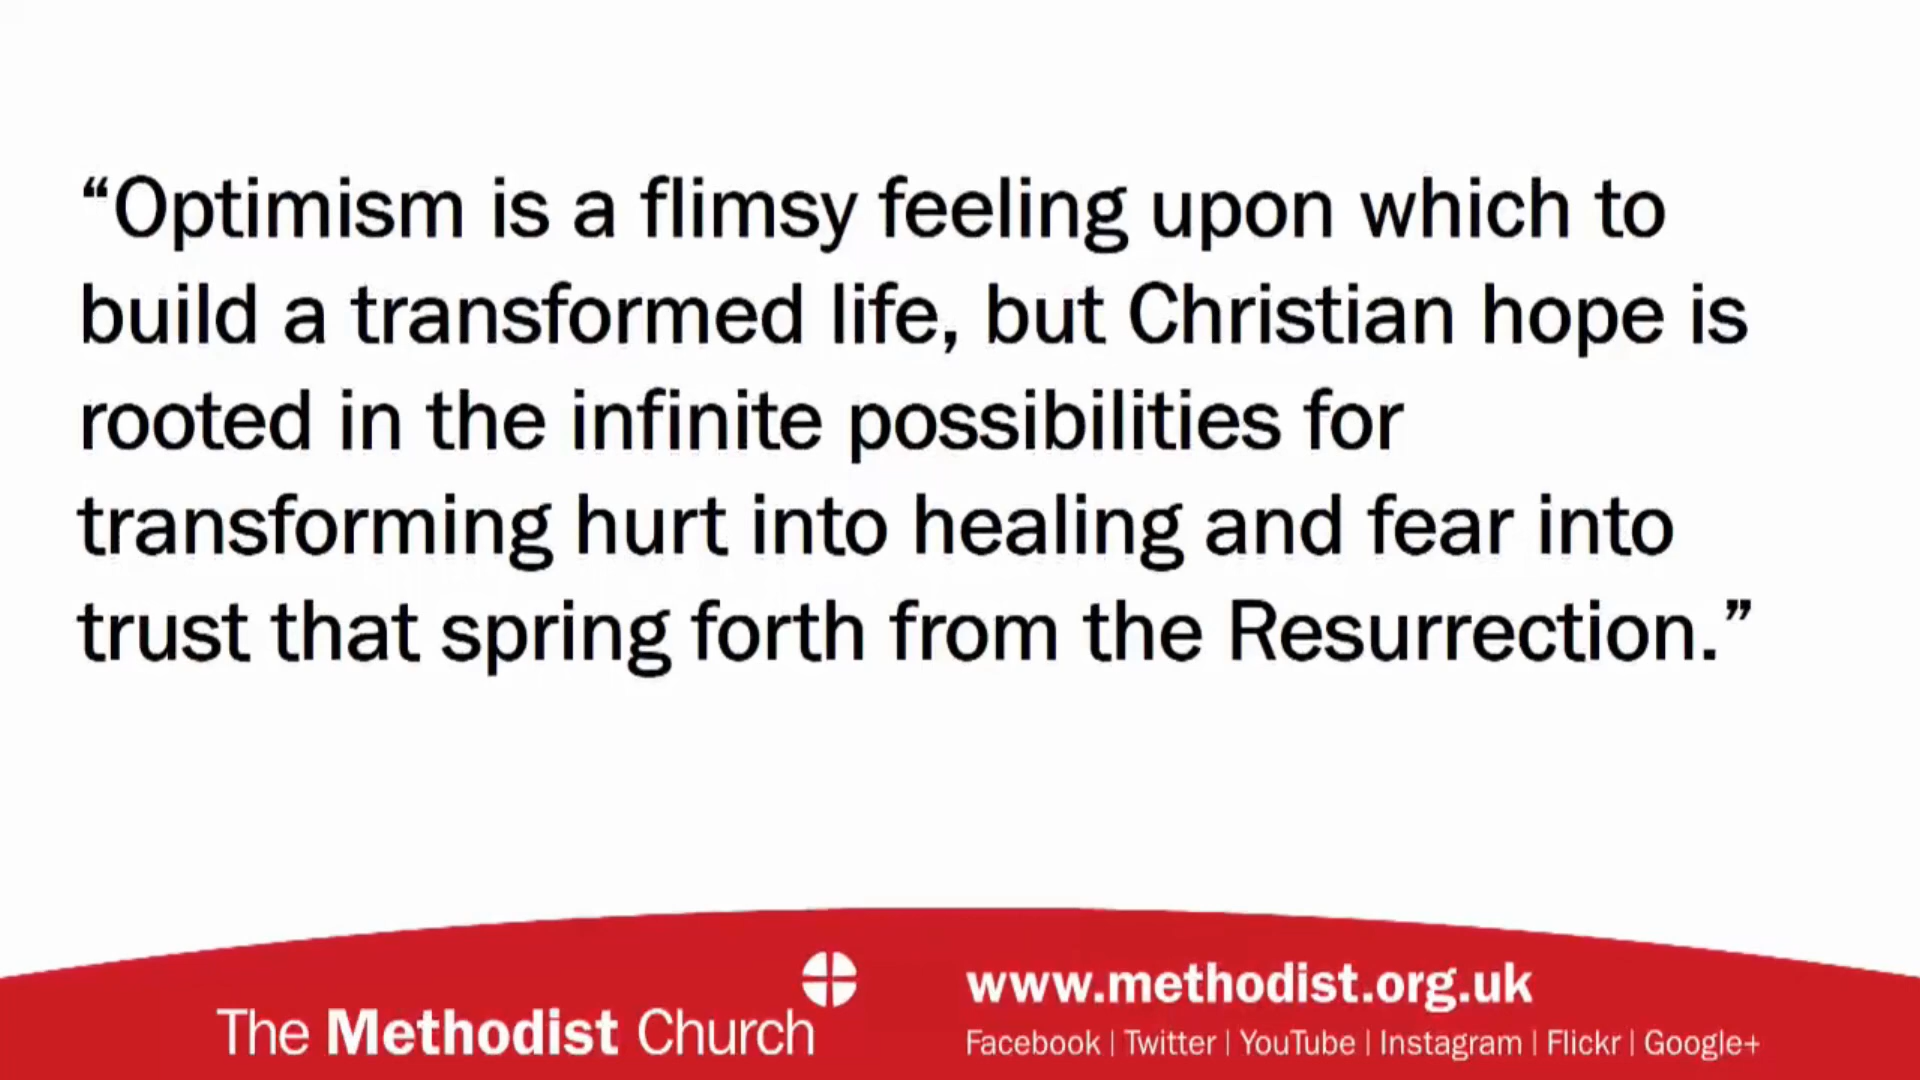 “Optimism is a flimsy feeling upon which to
build a transformed life, but Christian hope is
rooted in the infinite possibilities for
transforming hurt into healing and fear into
trust that spring forth from the Resurrection.”
The Methodist Church
www.methodist.org.uk
Facebook | Twitter | YouTube | Instagram | Flickr | Google+